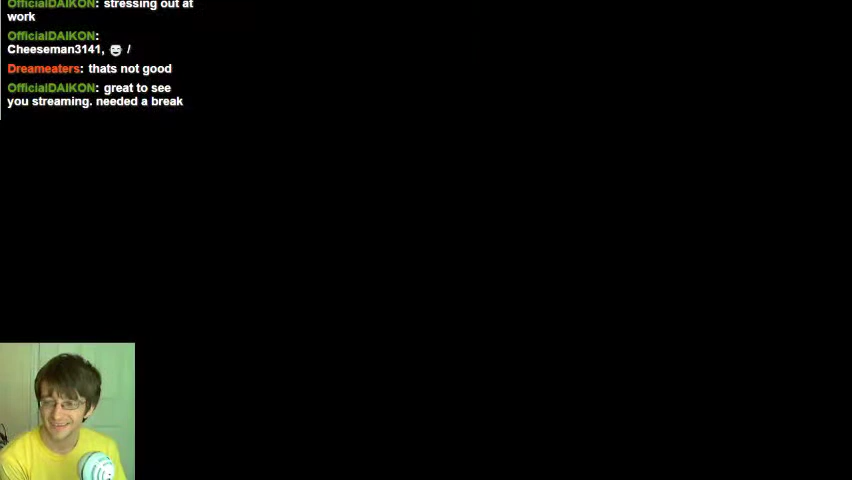 OfficialDAIKON: stressing out at
work
OfficialDAIKON:
Cheeseman3141, /
Dreameaters: thats not good
OfficialDAIKON: great to see
you streaming. needed a break